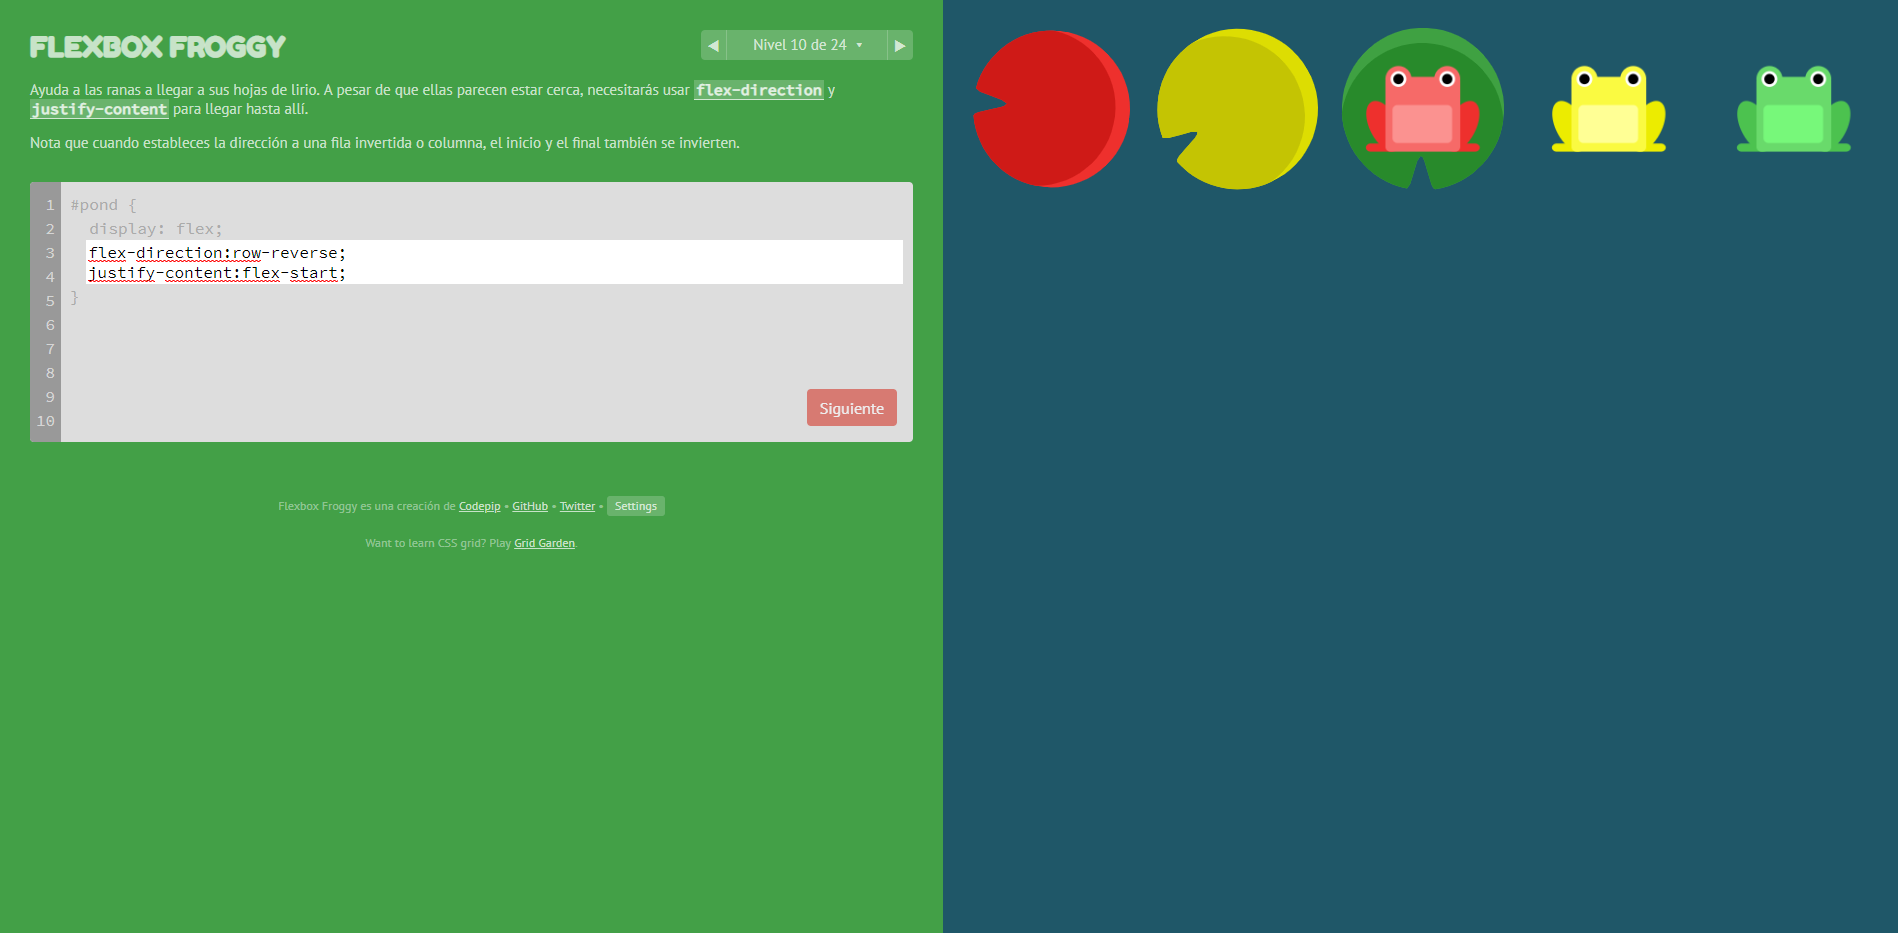 FLEXBOX FROGGY
◀ Nivel 10 de 24 ▾ ▶
Ayuda a las ranas a llegar a sus hojas de lirio. A pesar de que ellas parecen estar cerca, necesitarás usar flex-direction y
justify-content para llegar hasta allí.
Nota que cuando estableces la dirección a una fila invertida o columna, el inicio y el final también se invierten.
1 #pond {
2 display: flex;
3 flex-direction:row-reverse;
4 justify-content:flex-start;
5 }
6
7
8
9
10
Siguiente
Flexbox Froggy es una creación de Codepip • GitHub • Twitter • Settings
Want to learn CSS grid? Play Grid Garden.